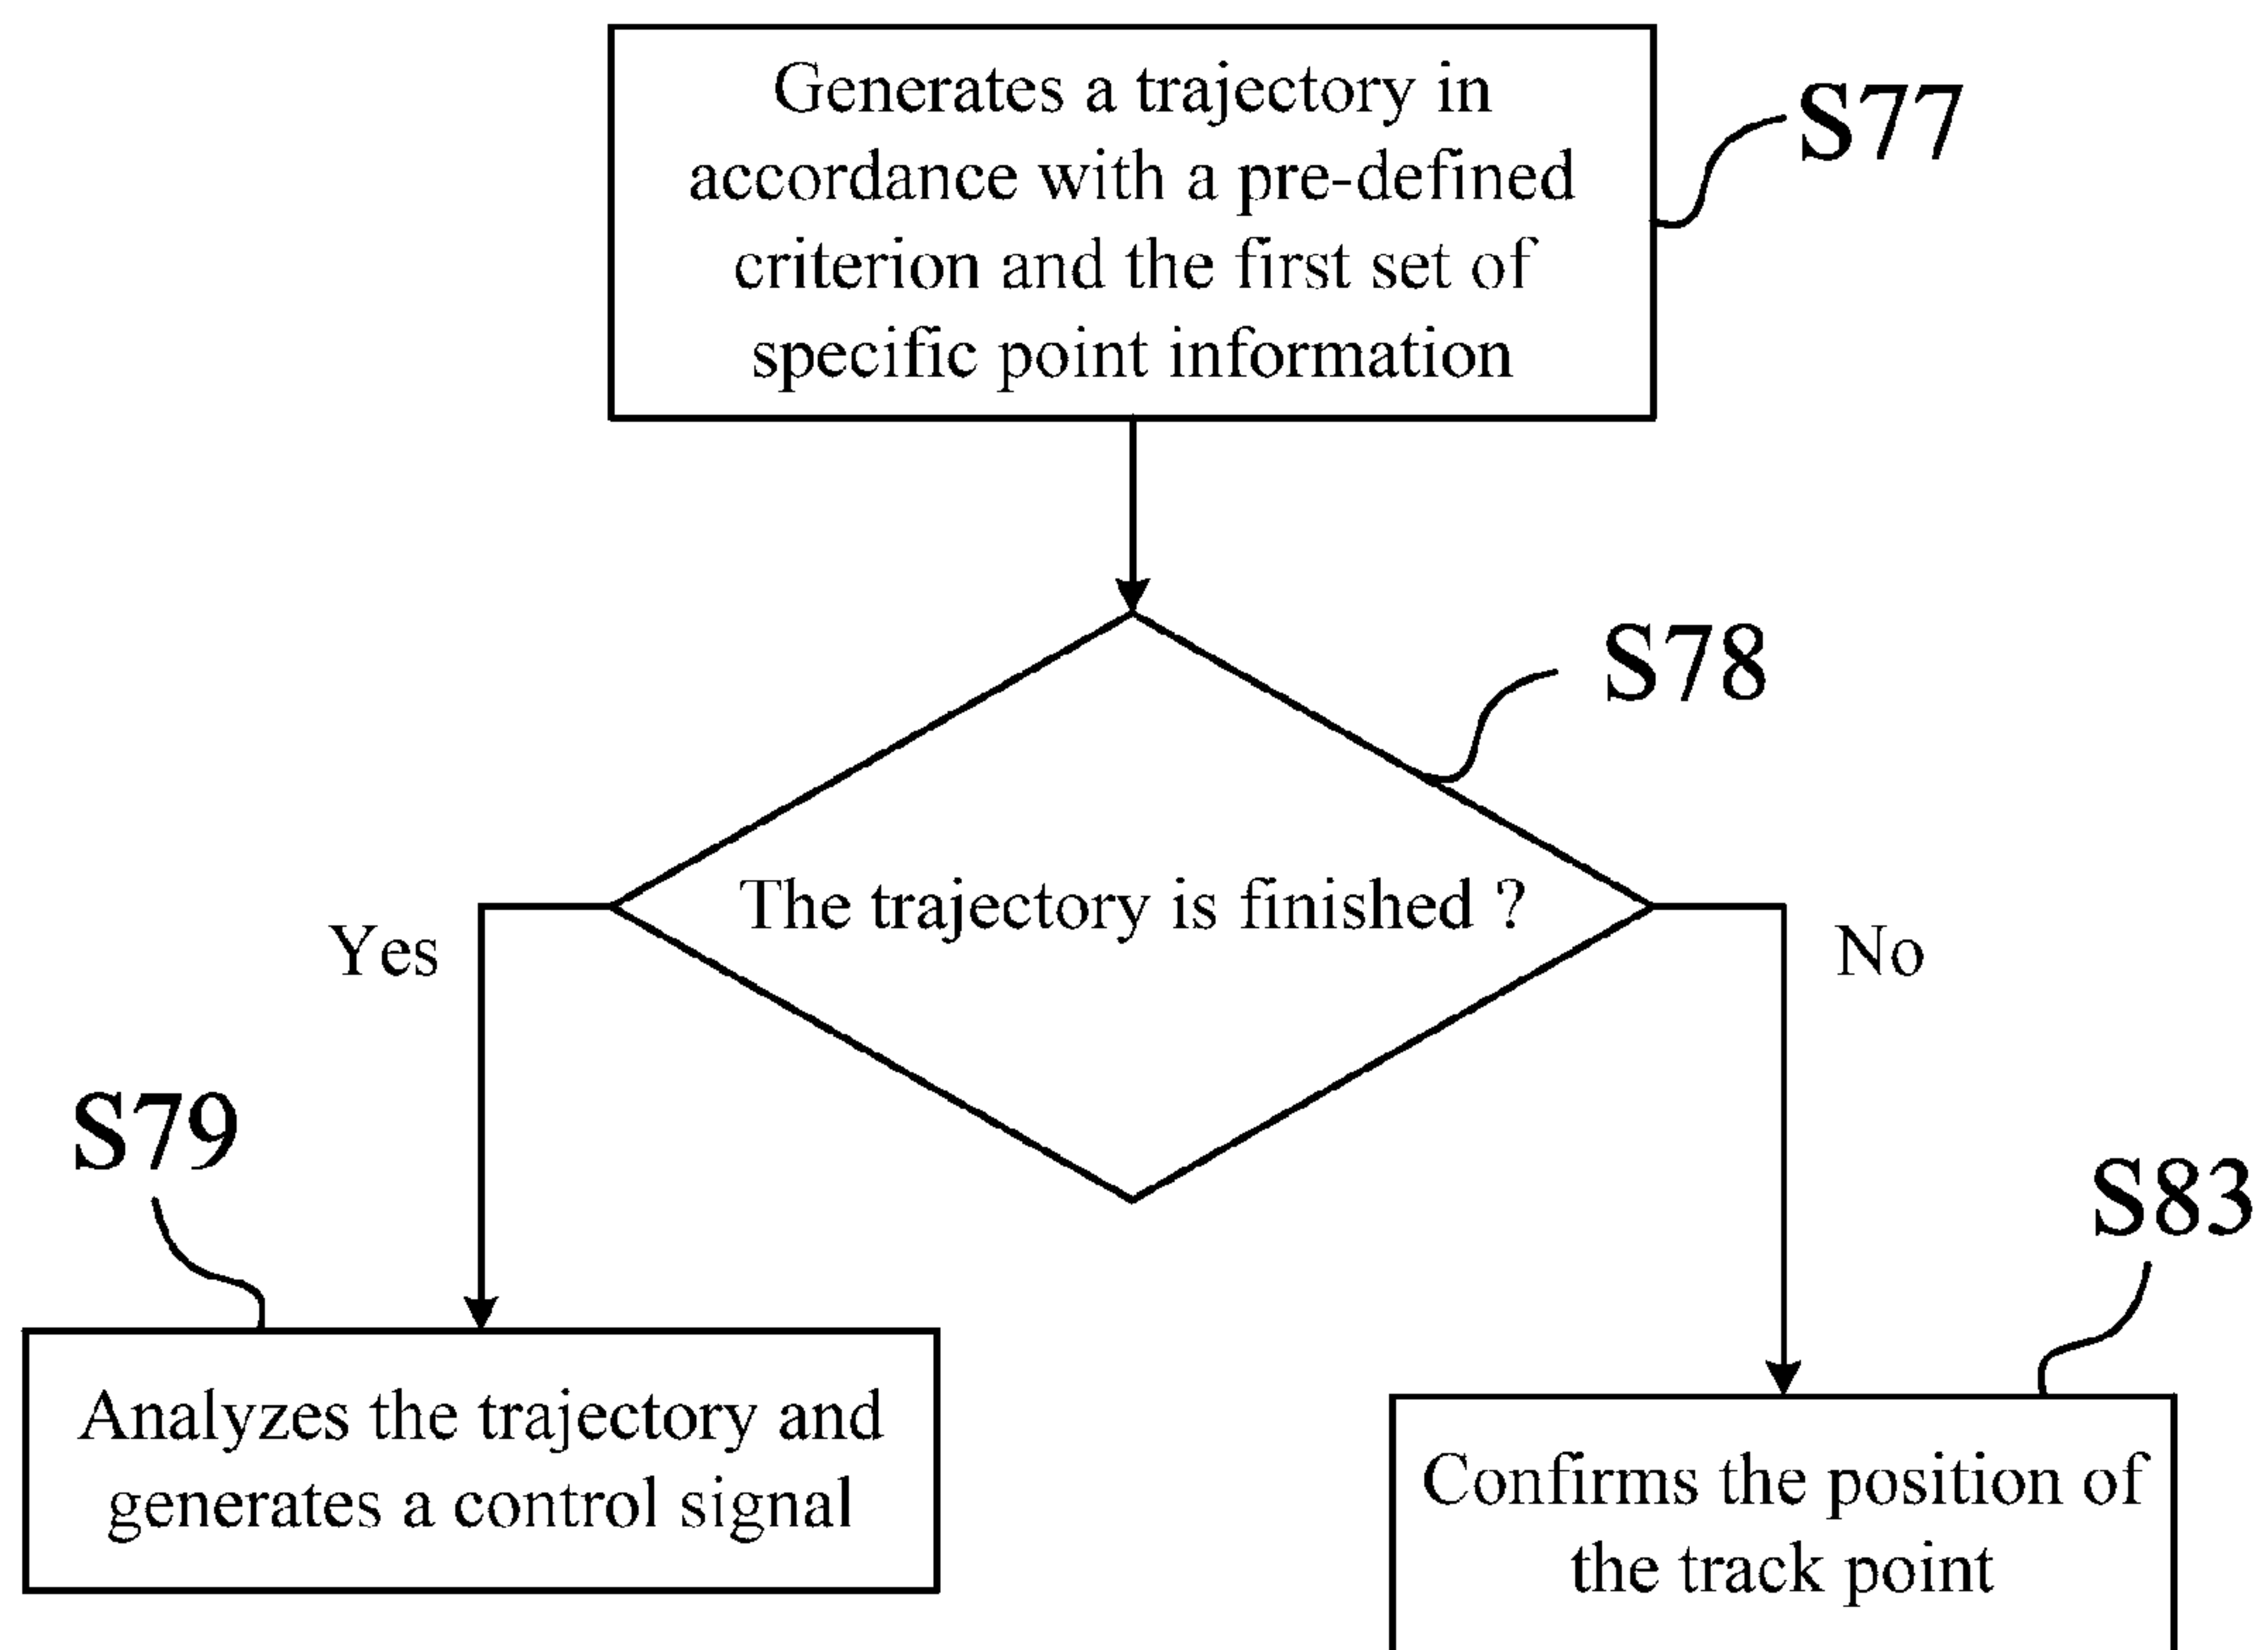 Generates a trajectory in
accordance with a pre-defined
criterion and the first set of
specific point information
S77
S78
The trajectory is finished ?
Yes
No
S79
Analyzes the trajectory and
generates a control signal
S83
Confirms the position of
the track point